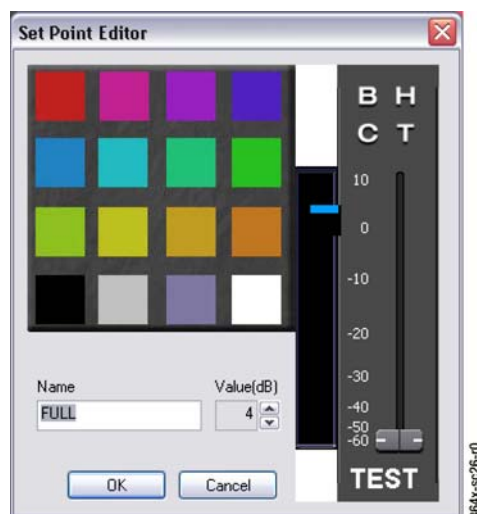 Set Point Editor
B H
C T
10
0
-10
-20
-30
-40
-50
-60
Name
Value(dB)
FULL
4
OK
Cancel
TEST